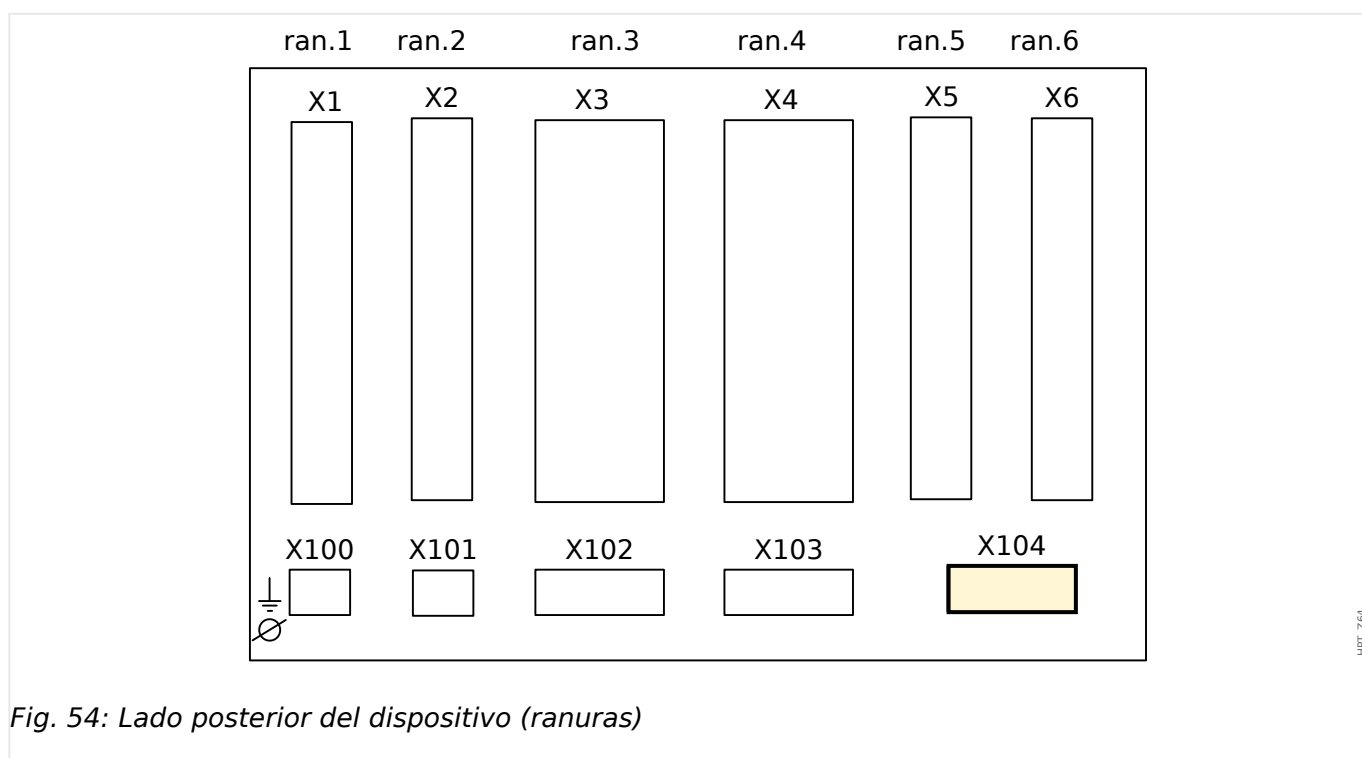 ran.1 ran.2 ran.3 ran.4 ran.5 ran.6
X1 X2 X3 X4 X5 X6
X100 X101 X102 X103 X104
HPT_Z64
Fig. 54: Lado posterior del dispositivo (ranuras)